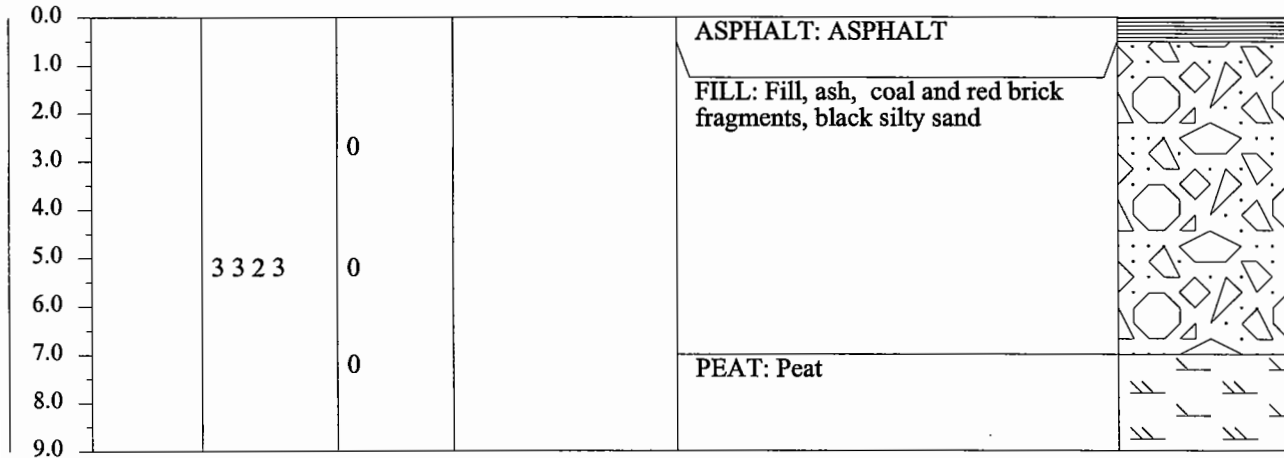 0.0
ASPHALT: ASPHALT
1.0
FILL: Fill, ash, coal and red brick
2.0
fragments, black silty sand
0
3.0
4.0
5.0
3 3 2 3
0
6.0
7.0
0
PEAT: Peat
8.0
9.0